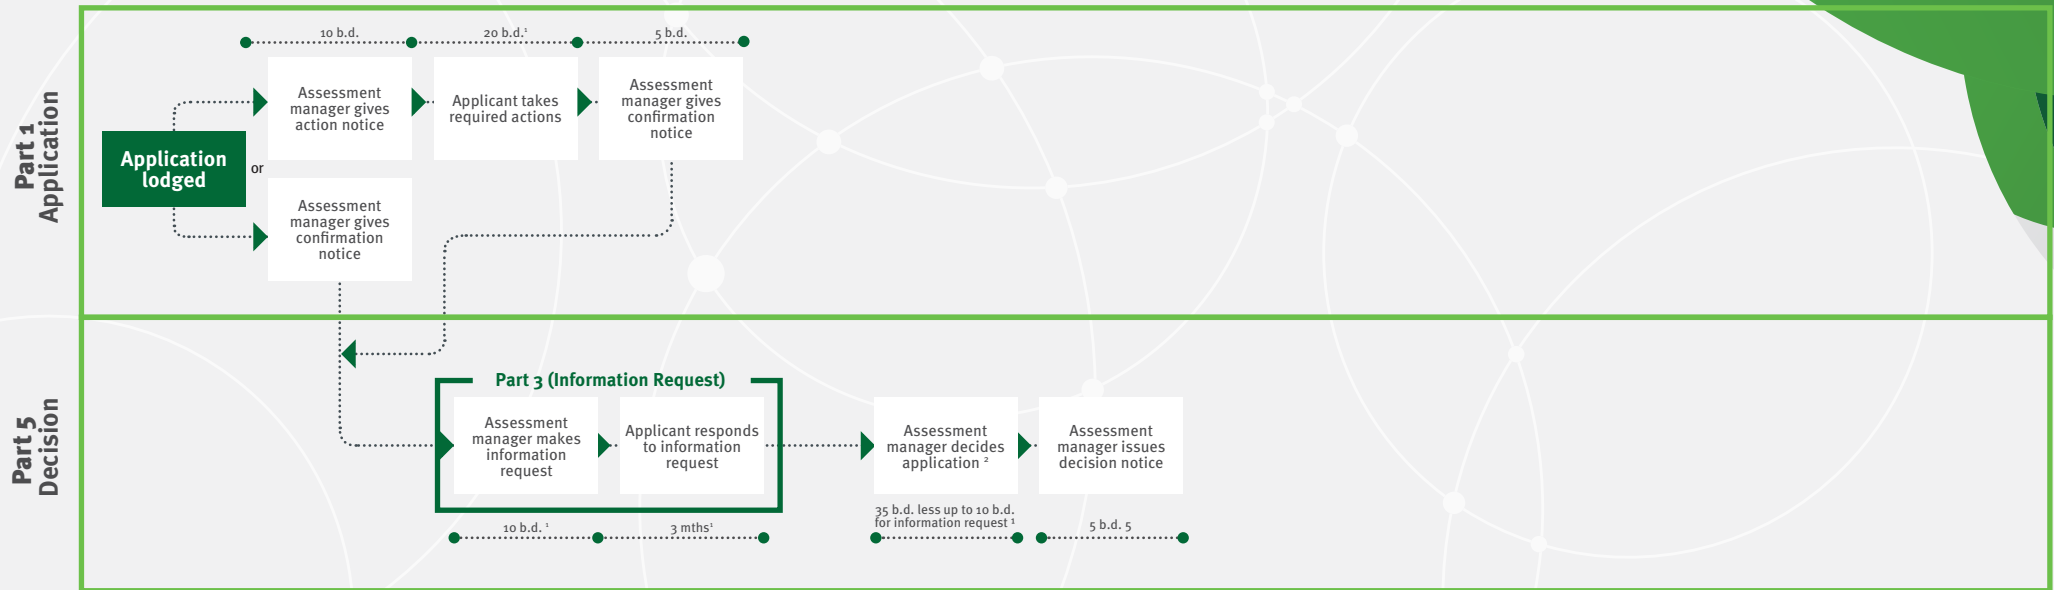 Part 1
Application
10 b.d.
20 b.d.¹
5 b.d.
Assessment
manager gives
action notice
Applicant takes
required actions
Assessment
manager gives
confirmation
notice
Application
lodged
or
Assessment
manager gives
confirmation
notice
Part 5
Decision
Part 3 (Information Request)
Assessment
manager makes
information
request
Applicant responds
to information
request
Assessment
manager decides
application ²
Assessment
manager issues
decision notice
10 b.d. ¹
3 mths¹
35 b.d. less up to 10 b.d.
for information request ¹
5 b.d. 5